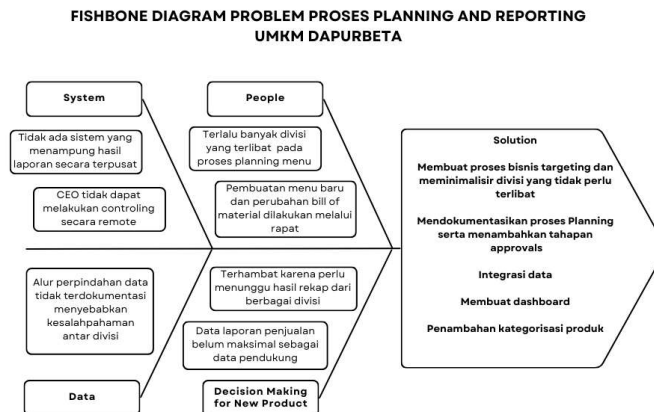 FISHBONE DIAGRAM PROBLEM PROSES PLANNING AND REPORTING
UMKM DAPURBETA
System
Tidak ada sistem yang
menampung hasil
laporan secara terpusat
CEO tidak dapat
melakukan controling
secara remote
People
Terlalu banyak divisi
yang terlibat pada
proses planning menu
Pembuatan menu baru
dan perubahan bill of
material dilakukan melalui
rapat
Alur perpindahan data
tidak terdokumentasi
menyebabkan
kesalahpahaman
antar divisi
Data
Terhambat karena perlu
menunggu hasil rekap dari
berbagai divisi
Data laporan penjualan
belum maksimal sebagai
data pendukung
Decision Making
for New Product
Solution
Membuat proses bisnis targeting dan
meminimalisir divisi yang tidak perlu
terlibat
Mendokumentasikan proses Planning
serta menambahkan tahapan
approvals
Integrasi data
Membuat dashboard
Penambahan kategorisasi produk